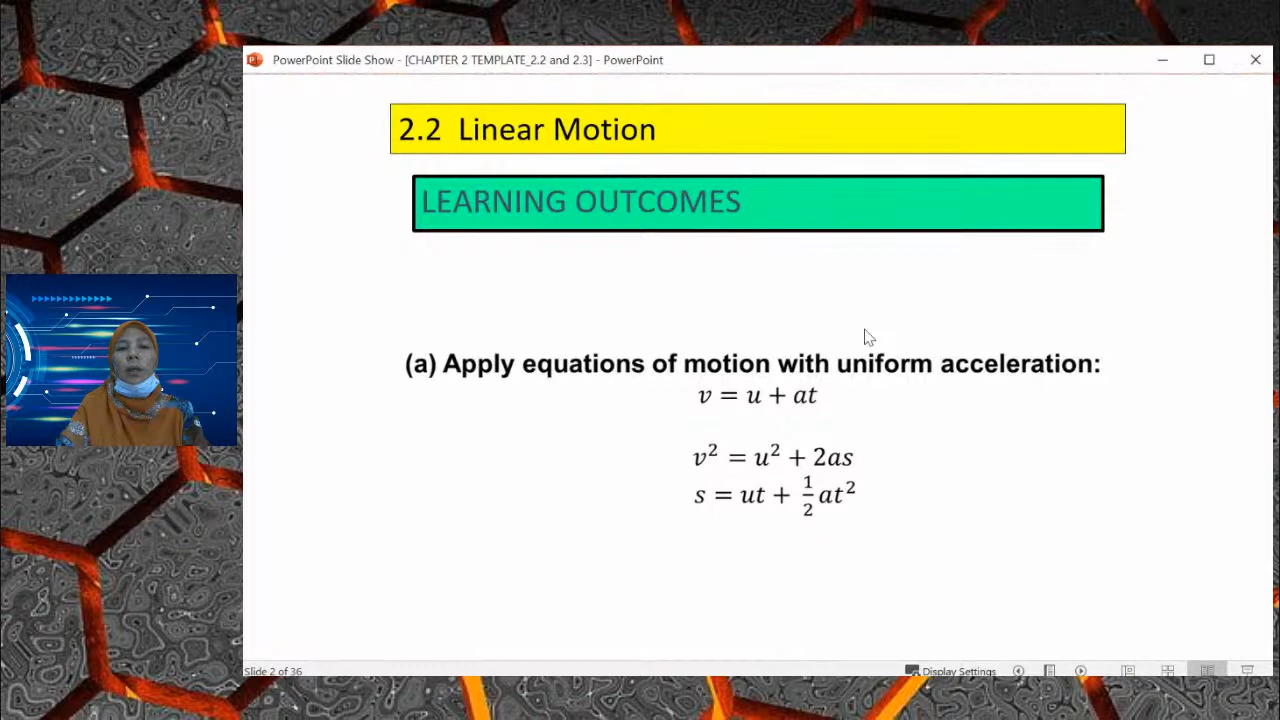 PowerPoint Slide Show - [CHAPTER 2 TEMPLATE_2.2 and 2.3] - PowerPoint
2.2 Linear Motion
LEARNING OUTCOMES
(a) Apply equations of motion with uniform acceleration:
v = u + at
v² = u² + 2as
s = ut + ½at²
Slide 2 of 36
Display Settings